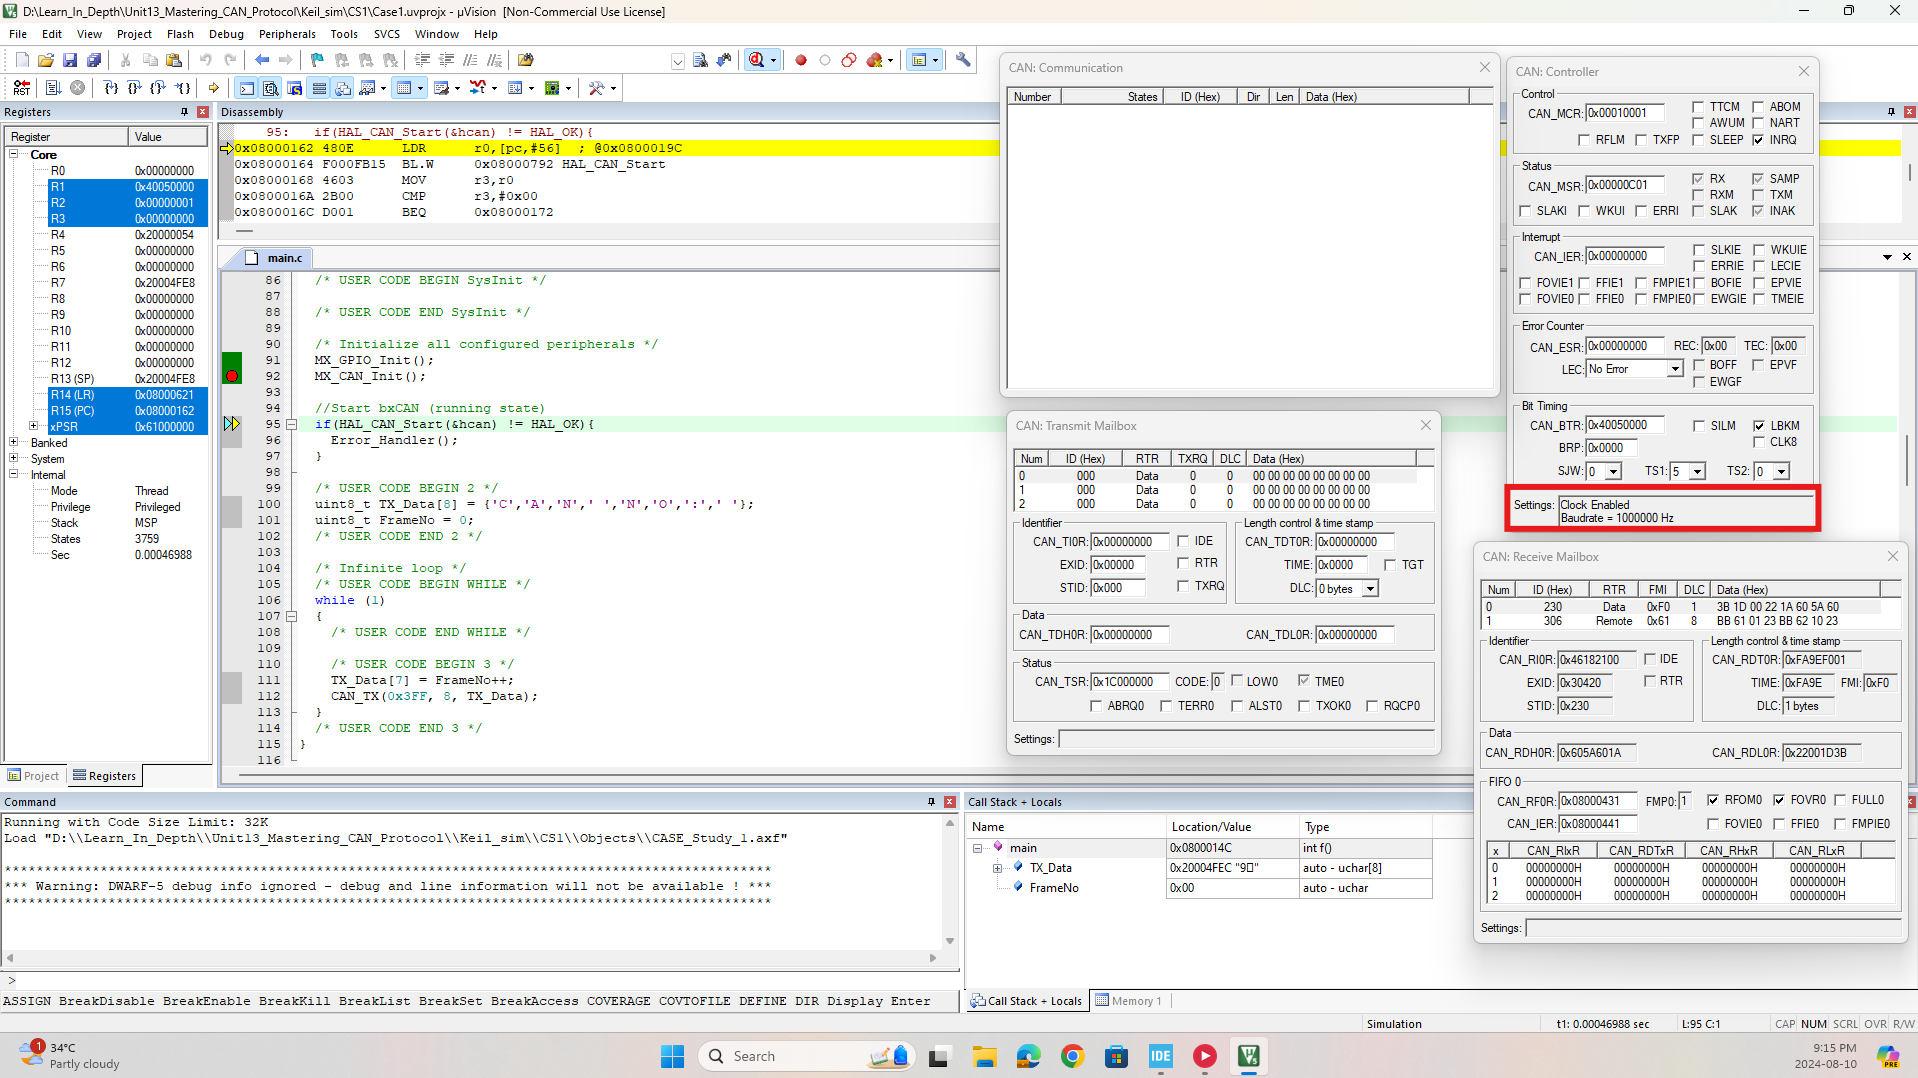 D:\Learn_In_Depth\Unit13_Mastering_CAN_Protocol\Keil_sim\CS1\Case1.uvprojx - µVision  [Non-Commercial Use License]
File Edit View Project Flash Debug Peripherals Tools SVCS Window Help
Registers
Register Value
Core
R0 0x00000000
R1 0x40050000
R2 0x00000001
R3 0x00000000
R4 0x20000054
R5 0x00000000
R6 0x00000000
R7 0x20004FE8
R8 0x00000000
R9 0x00000000
R10 0x00000000
R11 0x00000000
R12 0x00000000
R13 (SP) 0x20004FE8
R14 (LR) 0x08000621
R15 (PC) 0x08000162
xPSR 0x61000000
Banked
System
Internal
Mode Thread
Privilege Privileged
Stack MSP
States 3759
Sec 0.00046988
Project Registers
Disassembly
95: if(HAL_CAN_Start(&hcan) != HAL_OK){
0x08000162 480E LDR r0,[pc,#56] ; @0x0800019C
0x08000164 F000FB15 BL.W 0x08000792 HAL_CAN_Start
0x08000168 4603 MOV r3,r0
0x0800016A 2B00 CMP r3,#0x00
0x0800016C D001 BEQ 0x08000172
main.c
86 /* USER CODE BEGIN SysInit */
87
88 /* USER CODE END SysInit */
89
90 /* Initialize all configured peripherals */
91 MX_GPIO_Init();
92 MX_CAN_Init();
93
94 //Start bxCAN (running state)
95 if(HAL_CAN_Start(&hcan) != HAL_OK){
96 Error_Handler();
97 }
98
99 /* USER CODE BEGIN 2 */
100 uint8_t TX_Data[8] = {'C','A','N',' ','N','O',':',' '};
101 uint8_t FrameNo = 0;
102 /* USER CODE END 2 */
103
104 /* Infinite loop */
105 /* USER CODE BEGIN WHILE */
106 while (1)
107 {
108 /* USER CODE END WHILE */
109
110 /* USER CODE BEGIN 3 */
111 TX_Data[7] = FrameNo++;
112 CAN_TX(0x3FF, 8, TX_Data);
113 }
114 /* USER CODE END 3 */
115 }
116
CAN: Communication
Number States ID (Hex) Dir Len Data (Hex)
CAN: Transmit Mailbox
Num ID (Hex) RTR TXRQ DLC Data (Hex)
0 000 Data 0 0 00 00 00 00 00 00 00 00
1 000 Data 0 0 00 00 00 00 00 00 00 00
2 000 Data 0 0 00 00 00 00 00 00 00 00
Identifier Length control & time stamp
CAN_TI0R: 0x00000000 IDE CAN_TDT0R: 0x00000000
EXID: 0x00000 RTR TIME: 0x0000 TGT
STID: 0x000 TXRQ DLC: 0 bytes
Data
CAN_TDH0R: 0x00000000 CAN_TDL0R: 0x00000000
Status
CAN_TSR: 0x1C000000 CODE: 0 LOW0 TME0
ABRQ0 TERR0 ALST0 TXOK0 RQCP0
Settings:
CAN: Controller
Control
CAN_MCR: 0x00010001 TTCM ABOM
AWUM NART
RFLM TXFP SLEEP INRQ
Status
CAN_MSR: 0x00000C01 RX SAMP
RXM TXM
SLAKI WKUI ERRI SLAK INAK
Interrupt
CAN_IER: 0x00000000 SLKIE WKUIE
ERRIE LECIE
FOVIE1 FFIE1 FMPIE1 BOFIE EPVIE
FOVIE0 FFIE0 FMPIE0 EWGIE TMEIE
Error Counter
CAN_ESR: 0x00000000 REC: 0x00 TEC: 0x00
LEC: No Error BOFF EPVF
EWGF
Bit Timing
CAN_BTR: 0x40050000 SILM LBKM
BRP: 0x0000 CLK8
SJW: 0 TS1: 5 TS2: 0
Settings: Clock Enabled
Baudrate = 1000000 Hz
CAN: Receive Mailbox
Num ID (Hex) RTR FMI DLC Data (Hex)
0 230 Data 0xF0 1 3B 1D 00 22 1A 60 5A 60
1 306 Remote 0x61 8 BB 61 01 23 BB 62 10 23
Identifier Length control & time stamp
CAN_RI0R: 0x46182100 IDE CAN_RDT0R: 0xFA9EF001
EXID: 0x30420 RTR TIME: 0xFA9E FMI: 0xF0
STID: 0x230 DLC: 1 bytes
Data
CAN_RDH0R: 0x605A601A CAN_RDL0R: 0x22001D3B
FIFO 0
CAN_RF0R: 0x08000431 FMP0: 1 RFOM0 FOVR0 FULL0
CAN_IER: 0x08000441 FOVIE0 FFIE0 FMPIE0
x CAN_RIxR CAN_RDTxR CAN_RHxR CAN_RLxR
0 00000000H 00000000H 00000000H 00000000H
1 00000000H 00000000H 00000000H 00000000H
2 00000000H 00000000H 00000000H 00000000H
Settings:
Command
Running with Code Size Limit: 32K
Load "D:\\Learn_In_Depth\\Unit13_Mastering_CAN_Protocol\\Keil_sim\\CS1\\Objects\\CASE_Study_1.axf"
********************************************************************************
*** Warning: DWARF-5 debug info ignored - debug and line information will not be available ! ***
********************************************************************************
>
ASSIGN BreakDisable BreakEnable BreakKill BreakList BreakSet BreakAccess COVERAGE COVTOFILE DEFINE DIR Display Enter
Call Stack + Locals
Name Location/Value Type
main 0x0800014C int f()
TX_Data 0x20004FEC "9□" auto - uchar[8]
FrameNo 0x00 auto - uchar
Call Stack + Locals Memory 1
Simulation t1: 0.00046988 sec L:95 C:1 CAP NUM SCRL OVR R/W
1 34°C
Partly cloudy
Search
IDE
PRE
9:15 PM
2024-08-10